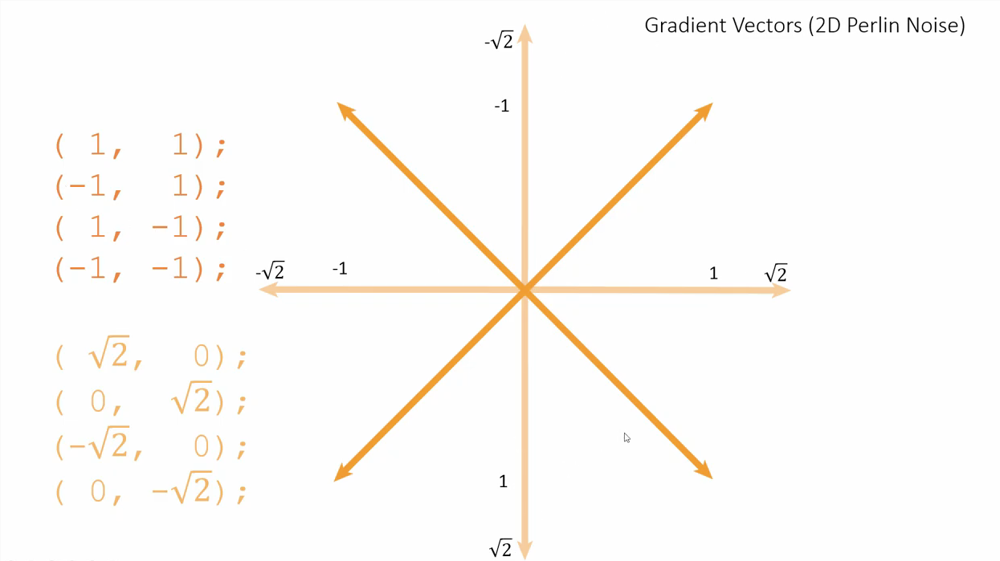 Gradient Vectors (2D Perlin Noise)
-√2
-1
( 1, 1);
(-1, 1);
( 1, -1);
(-1, -1);
-√2 -1 1 √2
( √2, 0);
( 0, √2);
(-√2, 0);
( 0, -√2);
1
√2